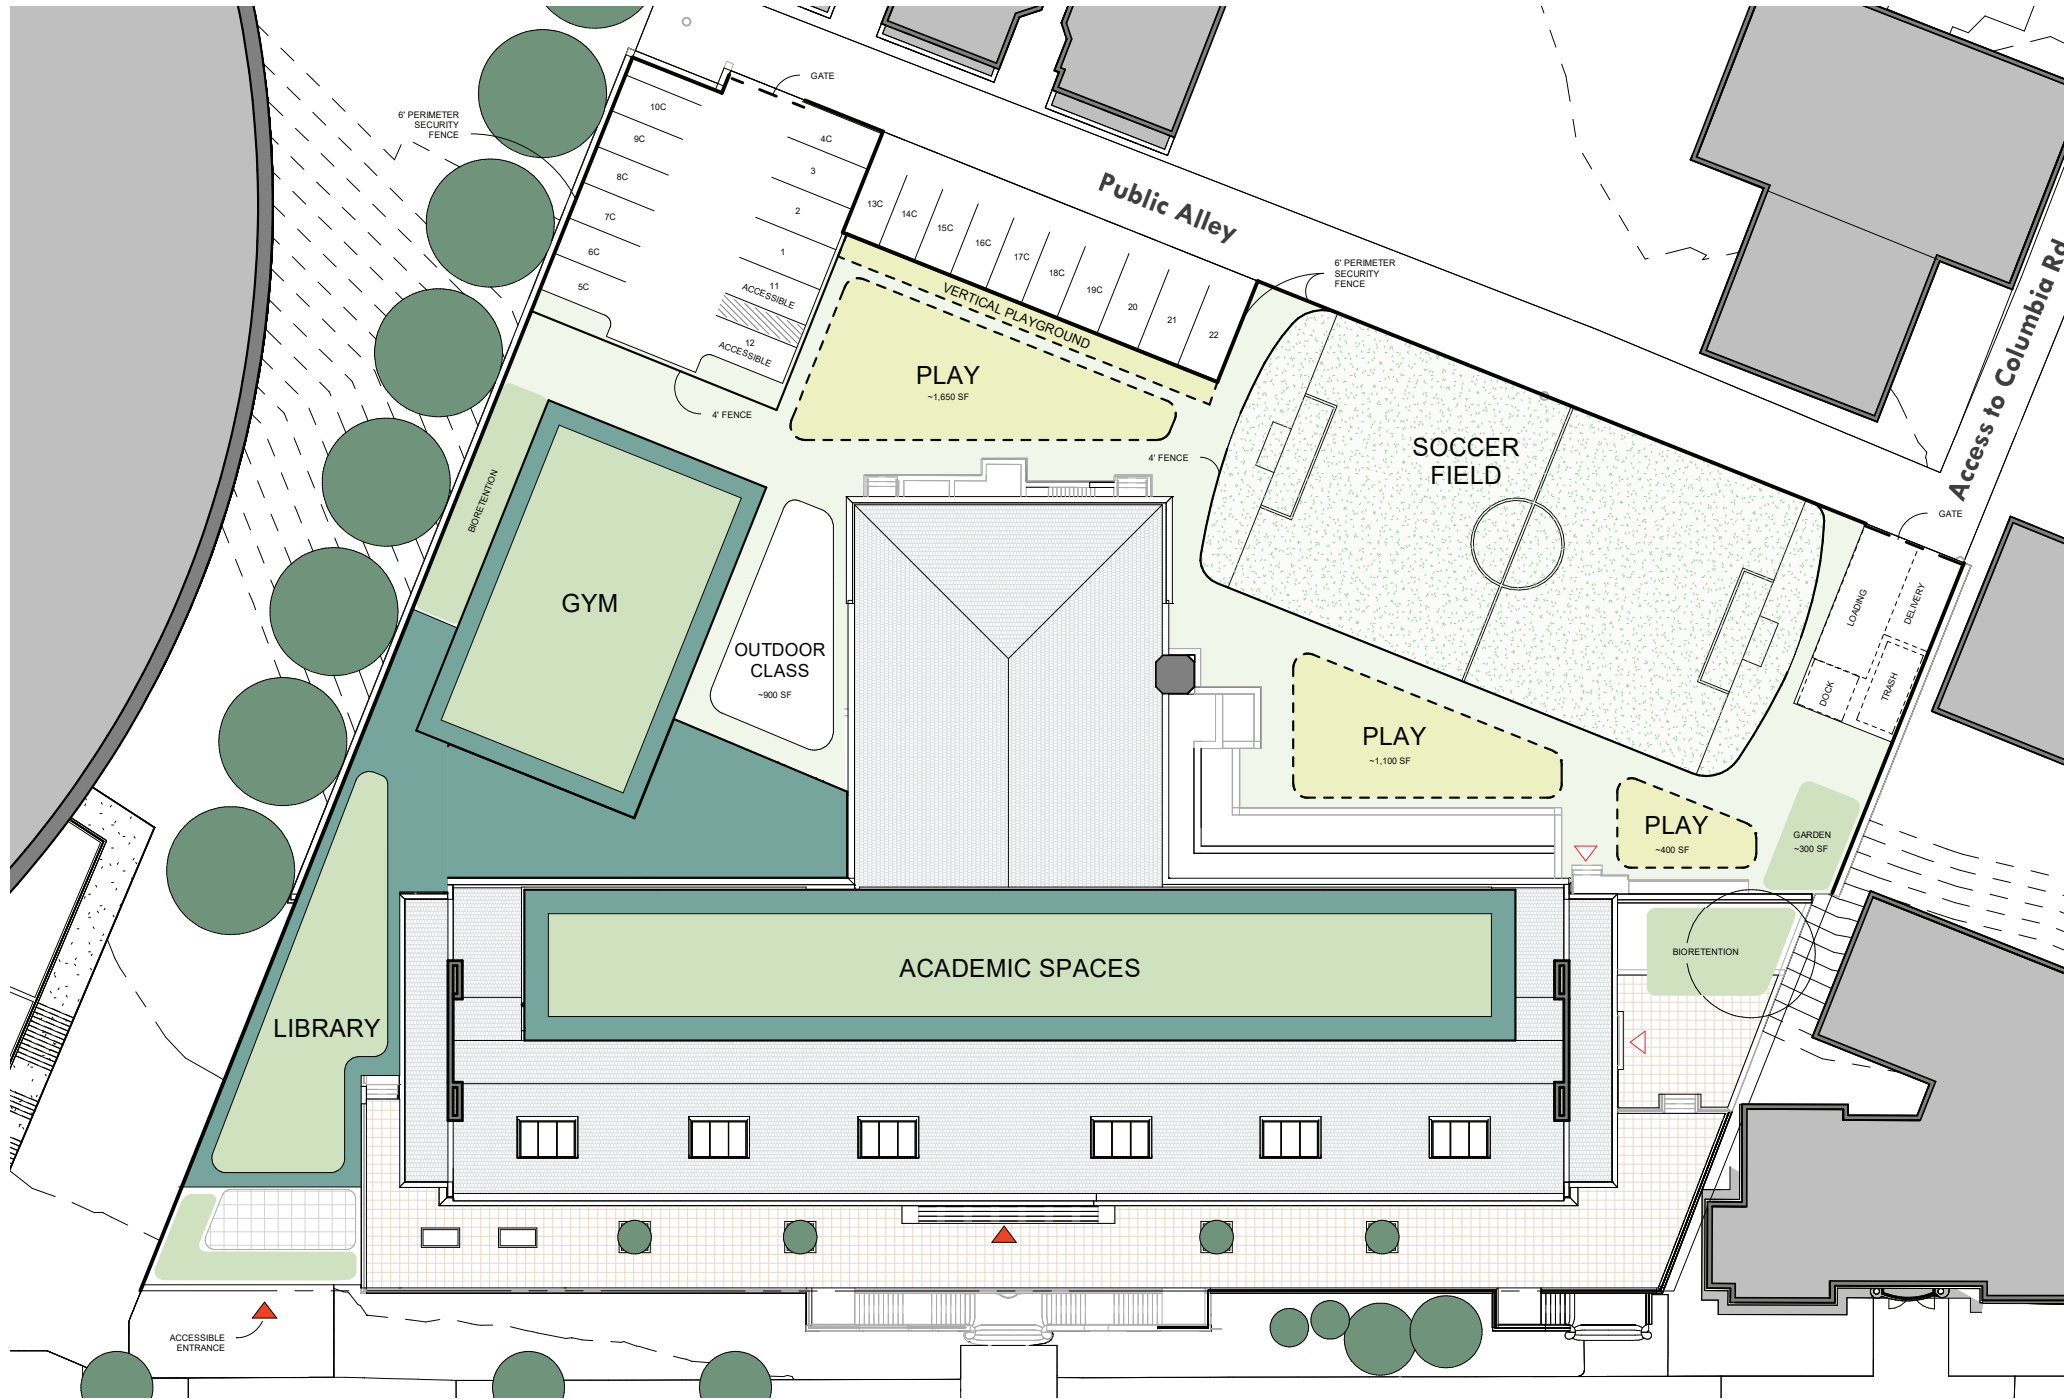 GATE
6' PERIMETER
SECURITY
FENCE
10C
9C
8C
7C
6C
5C
4C
3
2
1
11
ACCESSIBLE
12
ACCESSIBLE
13C
14C
15C
16C
17C
18C
19C
20
21
22
Public Alley
6' PERIMETER
SECURITY
FENCE
Access to Columbia Rd
VERTICAL PLAYGROUND
PLAY
~1,650 SF
4' FENCE
4' FENCE
SOCCER
FIELD
GATE
BIORETENTION
GYM
OUTDOOR
CLASS
~900 SF
LOADING
DELIVERY
DOCK
TRASH
PLAY
~1,100 SF
PLAY
~400 SF
GARDEN
~300 SF
BIORETENTION
ACADEMIC SPACES
LIBRARY
ACCESSIBLE
ENTRANCE